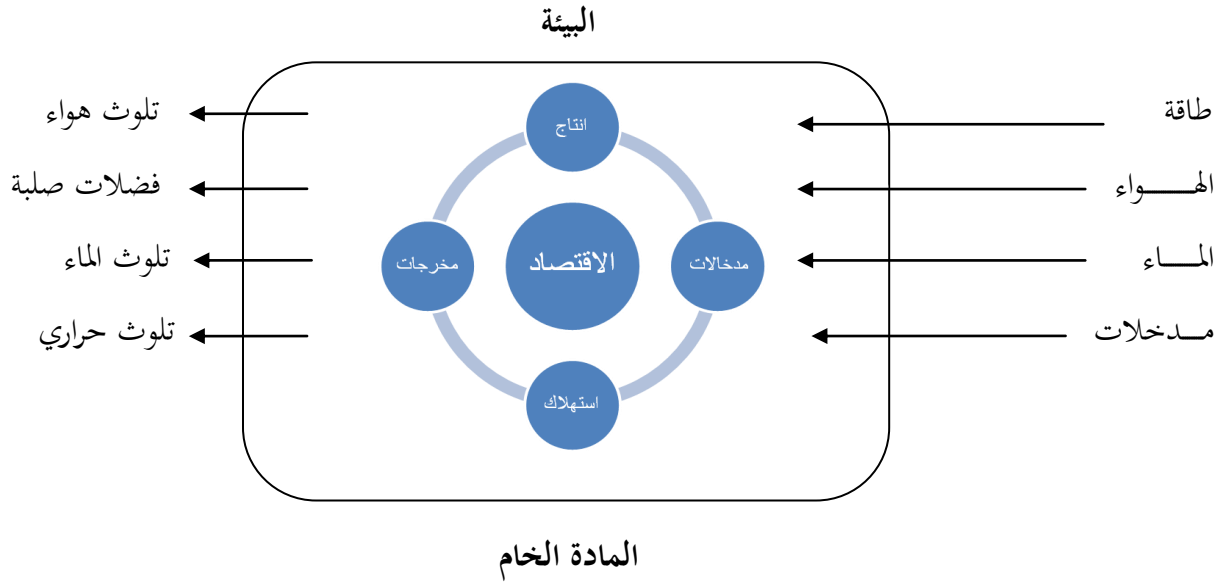 البيئة
طاقة
انتاج
تلوث هواء
الهـــــــواء
فضلات صلبة
المـــــاء
مدخالات
الاقتصاد
مخرجات
تلوث الماء
مـــدخلات
تلوث حراري
استهلاك
المادة الخام